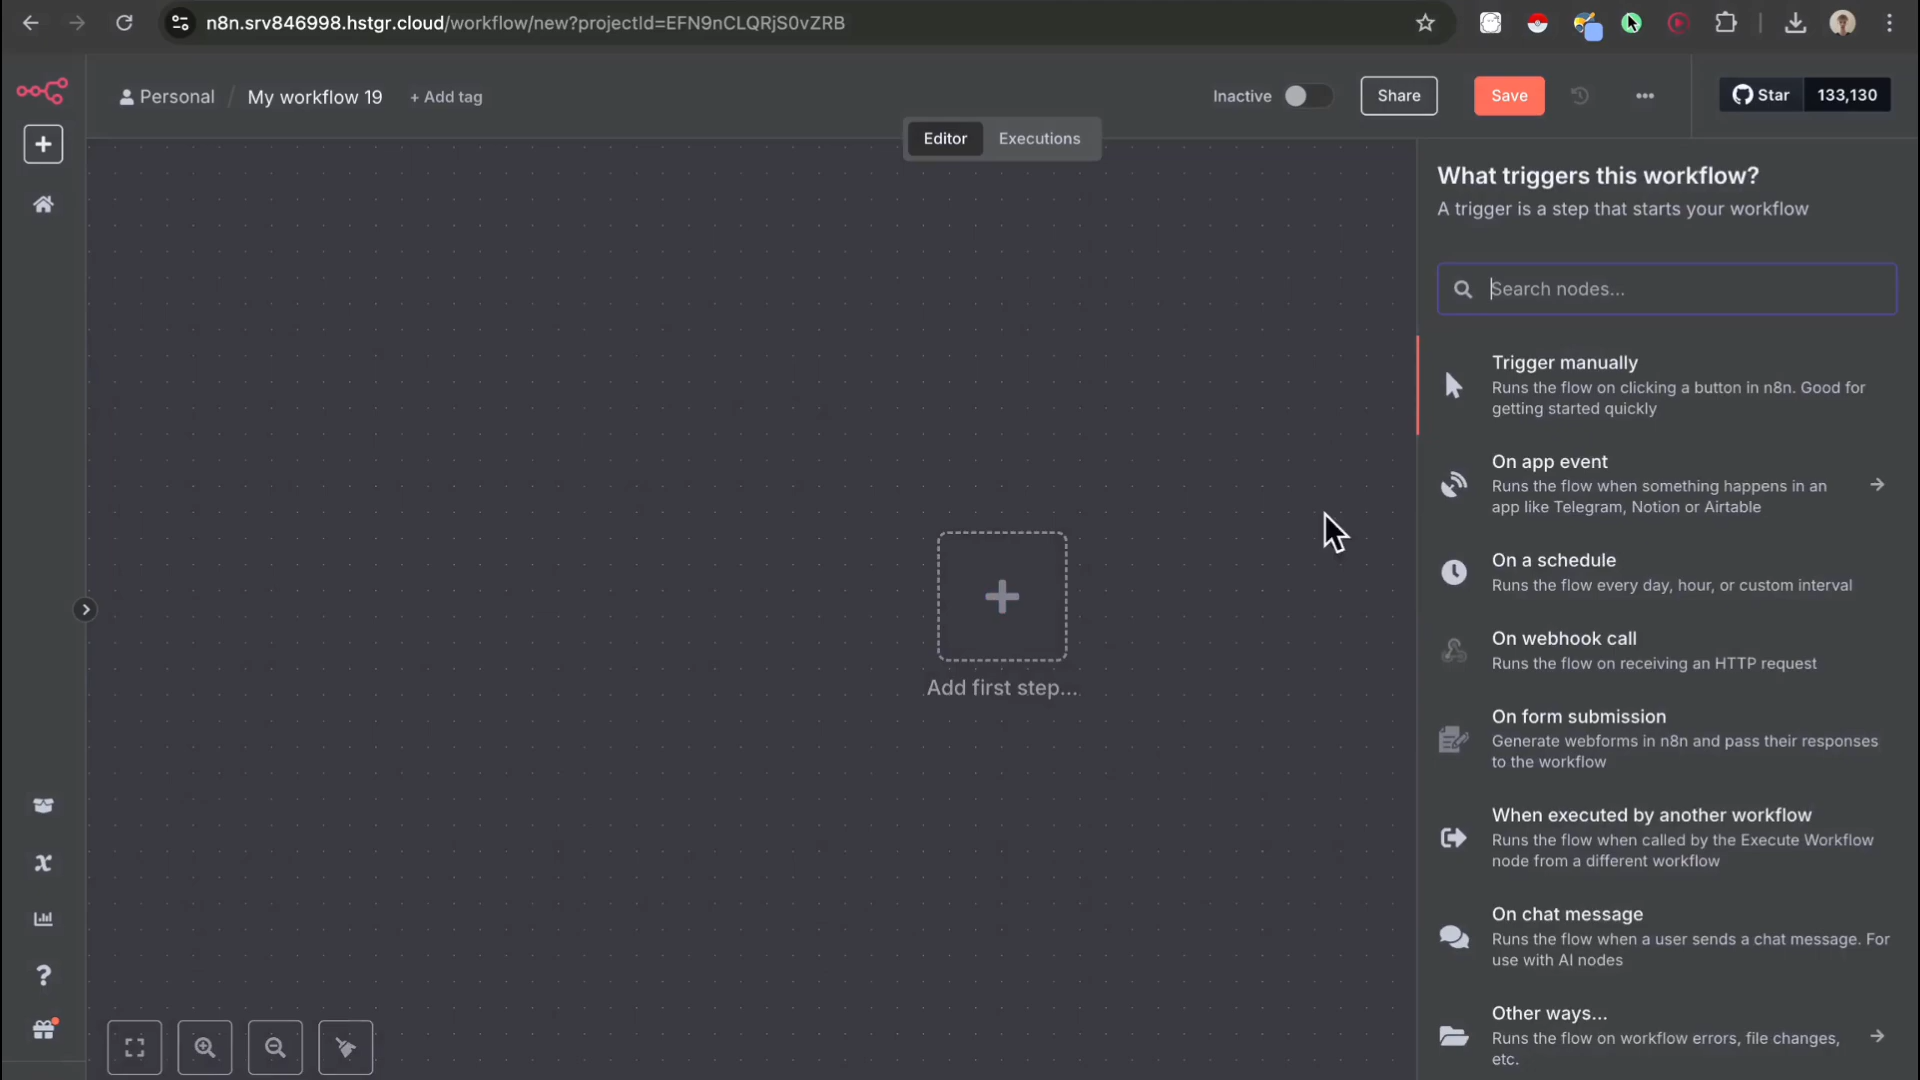 n8n.srv846998.hstgr.cloud/workflow/new?projectId=EFN9nCLQRjS0vZRB
Personal / My workflow 19 + Add tag
Inactive
Share
Save
Star 133,130
Editor Executions
What triggers this workflow?
A trigger is a step that starts your workflow
Search nodes...
Trigger manually
Runs the flow on clicking a button in n8n. Good for
getting started quickly
On app event
Runs the flow when something happens in an
app like Telegram, Notion or Airtable
On a schedule
Runs the flow every day, hour, or custom interval
On webhook call
Runs the flow on receiving an HTTP request
On form submission
Generate webforms in n8n and pass their responses
to the workflow
When executed by another workflow
Runs the flow when called by the Execute Workflow
node from a different workflow
On chat message
Runs the flow when a user sends a chat message. For
use with AI nodes
Other ways...
Runs the flow on workflow errors, file changes,
etc.
Add first step...